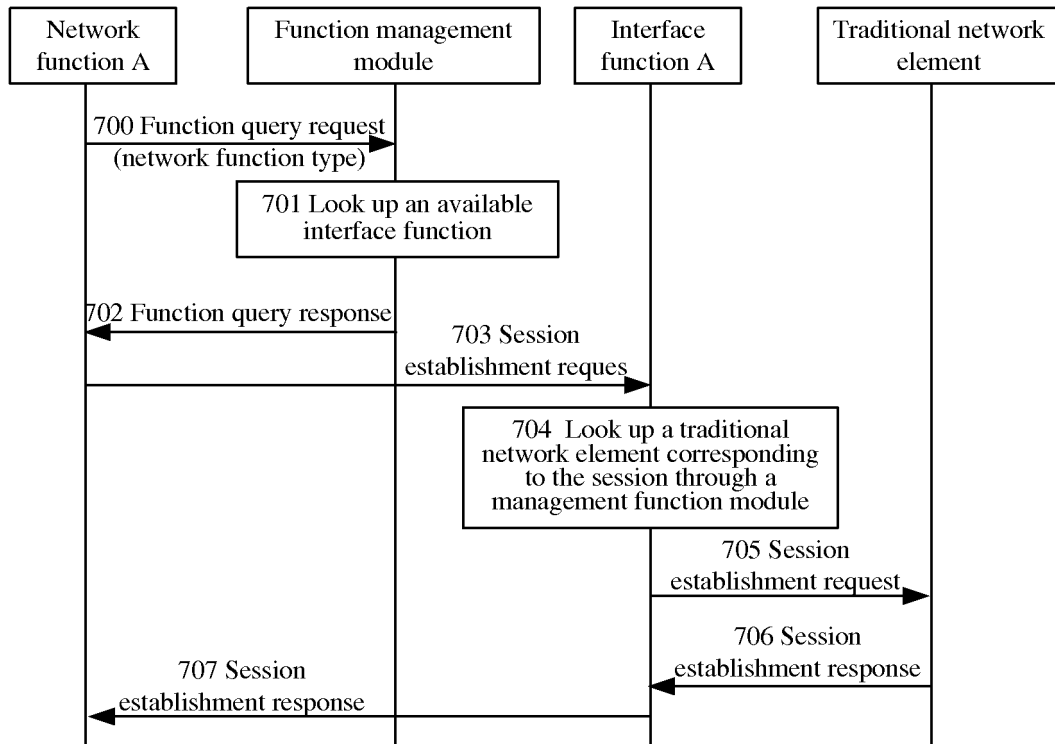 Network
function A
Function management
module
Interface
function A
Traditional network
element
700 Function query request
(network function type)
701 Look up an available
interface function
702 Function query response
703 Session
establishment reques
704 Look up a traditional
network element corresponding
to the session through a
management function module
705 Session
establishment request
706 Session
establishment response
707 Session
establishment response